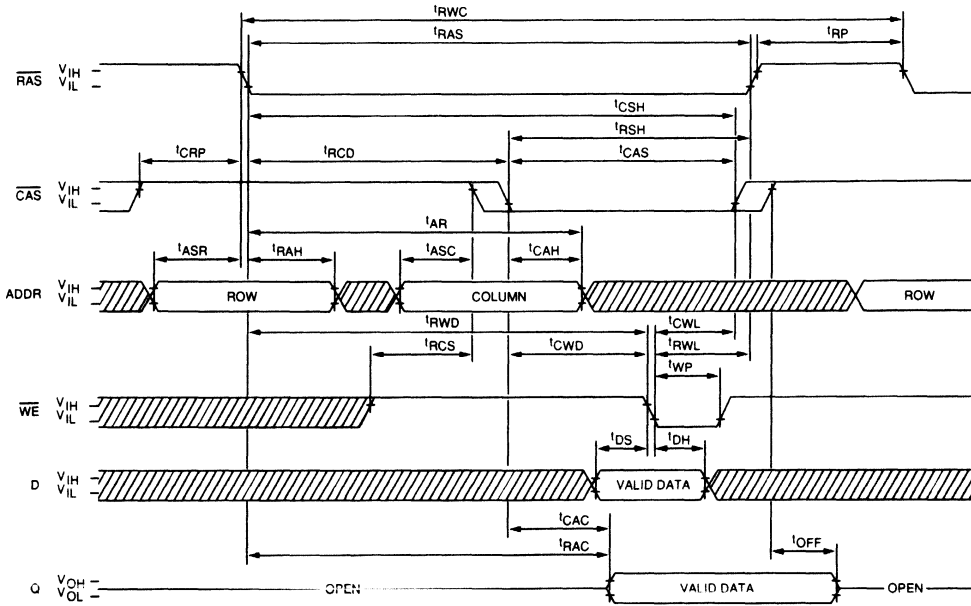 tRWC
tRAS
tRP
RAS VIH
VIL
tCSH
tRSH
tCRP
tRCD
tCAS
CAS VIH
VIL
tAR
tASR
tRAH
tASC
tCAH
ADDR VIH
VIL
ROW
COLUMN
ROW
tRWD
tCWL
tRCS
tCWD
tRWL
tWP
WE VIH
VIL
tDS
tDH
D VIH
VIL
VALID DATA
tCAC
tRAC
tOFF
Q VOH
VOL
OPEN
VALID DATA
OPEN